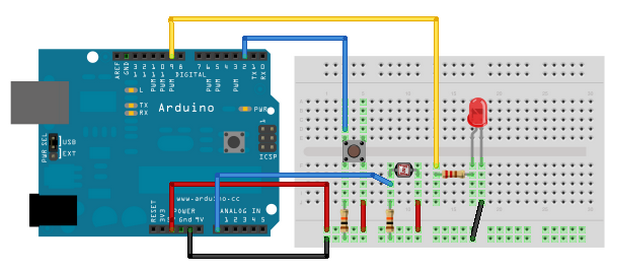 AREF
GND
13
12
11
10
9
8
7
6
5
4
3
2
1
0
PWM
PWM
PWM
PWM
PWM
PWM
TX
RX
DIGITAL
L
TX
RX
Arduino
PWR
PWR SEL
USB
EXT
1
ICSP
www.arduino.cc
RESET
3V3
5V Gnd 9V
POWER
ANALOG IN
0 1 2 3 4 5